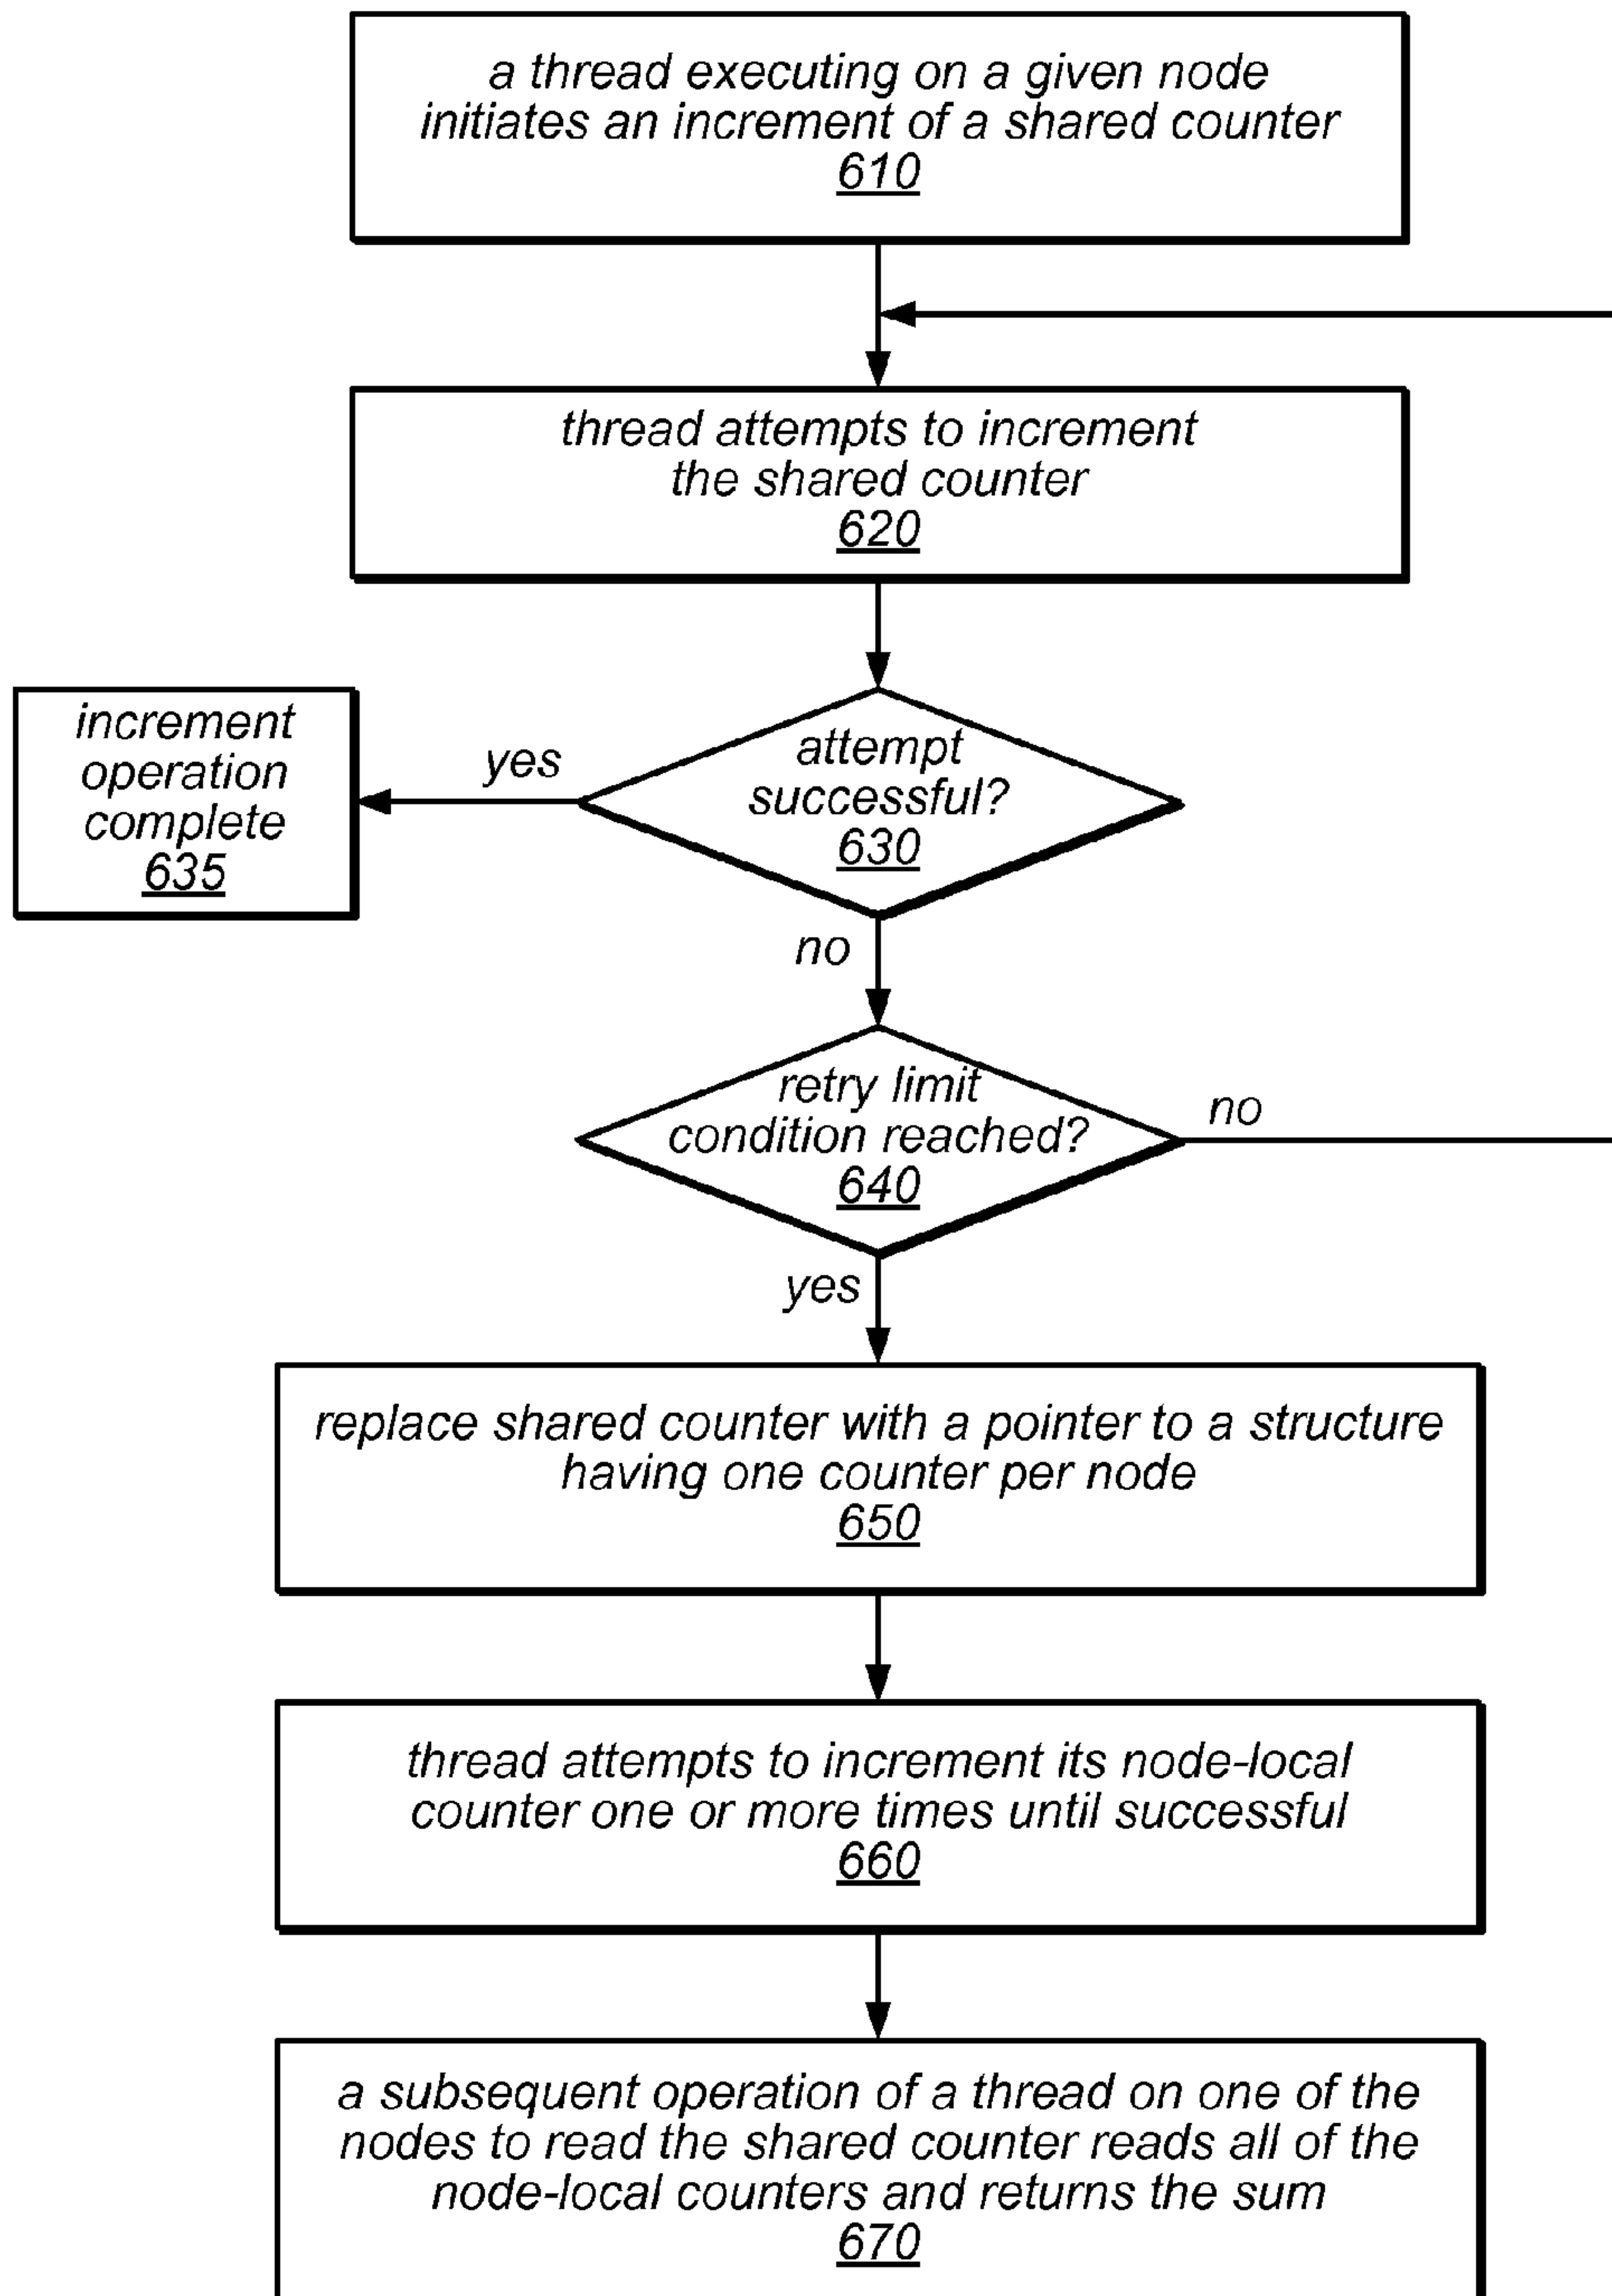 a thread executing on a given node
initiates an increment of a shared counter
610
thread attempts to increment
the shared counter
620
attempt
successful?
630
yes
increment
operation
complete
635
no
retry limit
condition reached?
640
no
yes
replace shared counter with a pointer to a structure
having one counter per node
650
thread attempts to increment its node-local
counter one or more times until successful
660
a subsequent operation of a thread on one of the
nodes to read the shared counter reads all of the
node-local counters and returns the sum
670